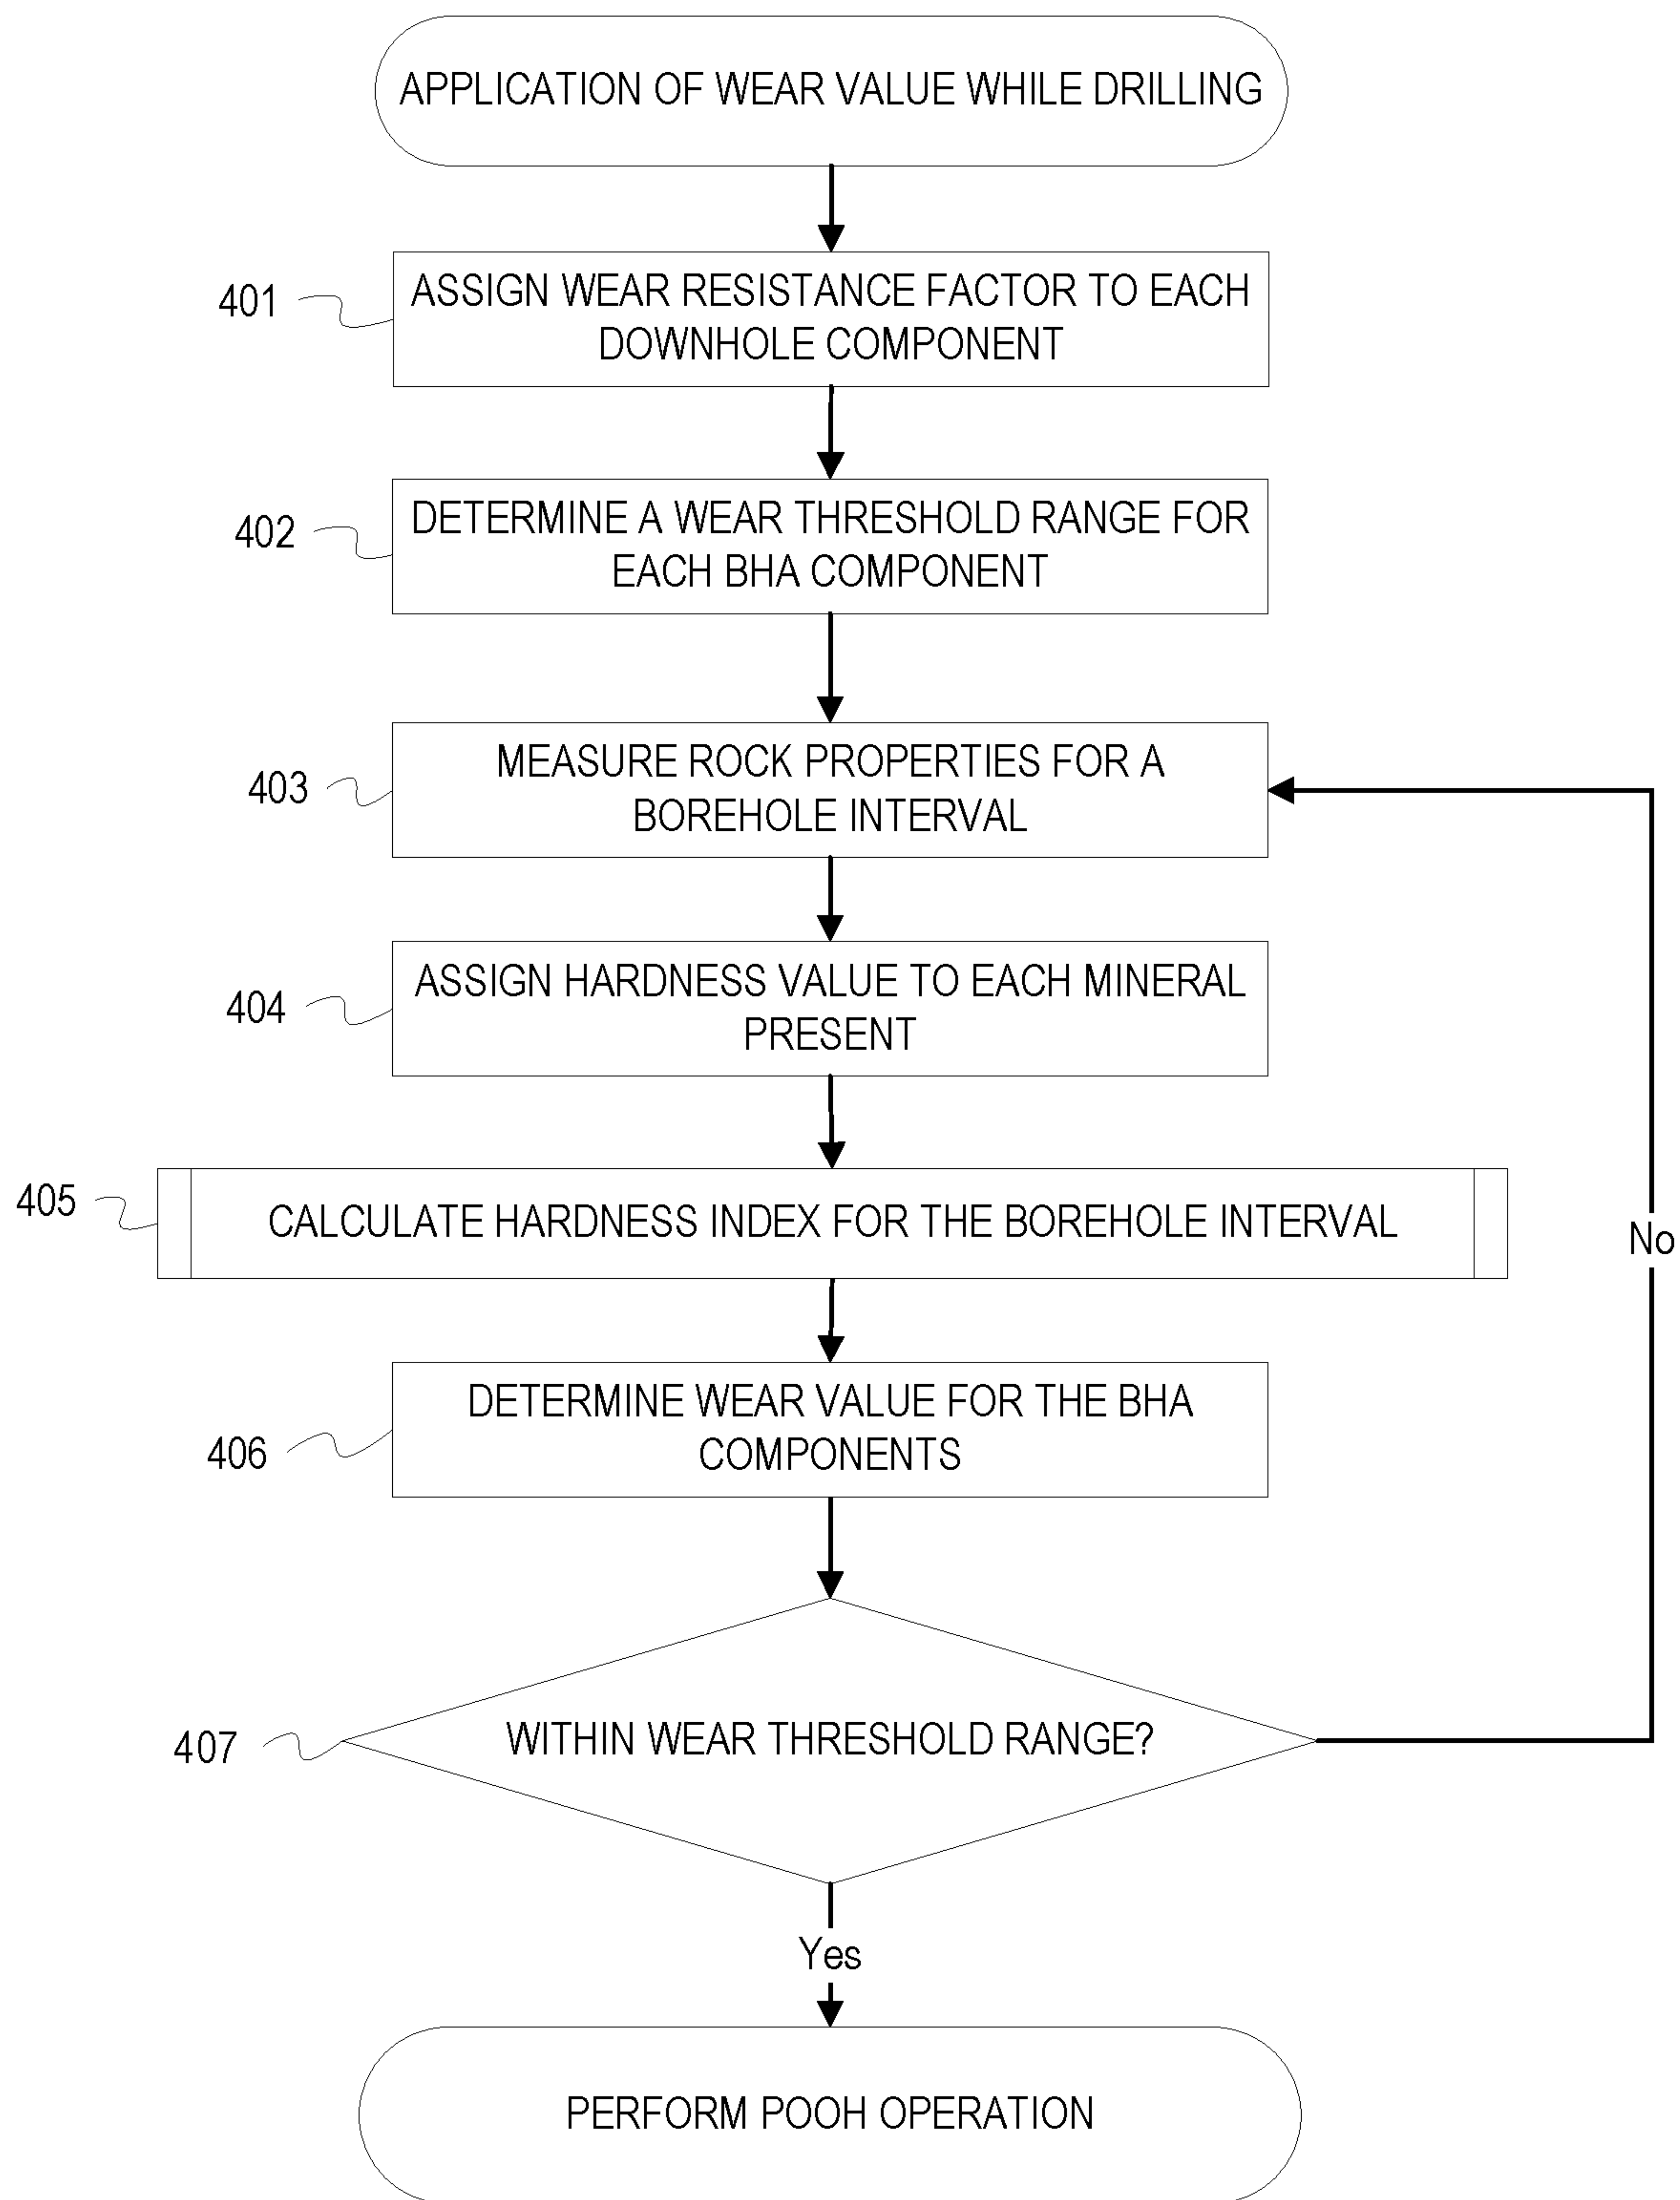 APPLICATION OF WEAR VALUE WHILE DRILLING
401
ASSIGN WEAR RESISTANCE FACTOR TO EACH
DOWNHOLE COMPONENT
402
DETERMINE A WEAR THRESHOLD RANGE FOR
EACH BHA COMPONENT
403
MEASURE ROCK PROPERTIES FOR A
BOREHOLE INTERVAL
404
ASSIGN HARDNESS VALUE TO EACH MINERAL
PRESENT
405
CALCULATE HARDNESS INDEX FOR THE BOREHOLE INTERVAL
No
406
DETERMINE WEAR VALUE FOR THE BHA
COMPONENTS
407
WITHIN WEAR THRESHOLD RANGE?
Yes
PERFORM POOH OPERATION